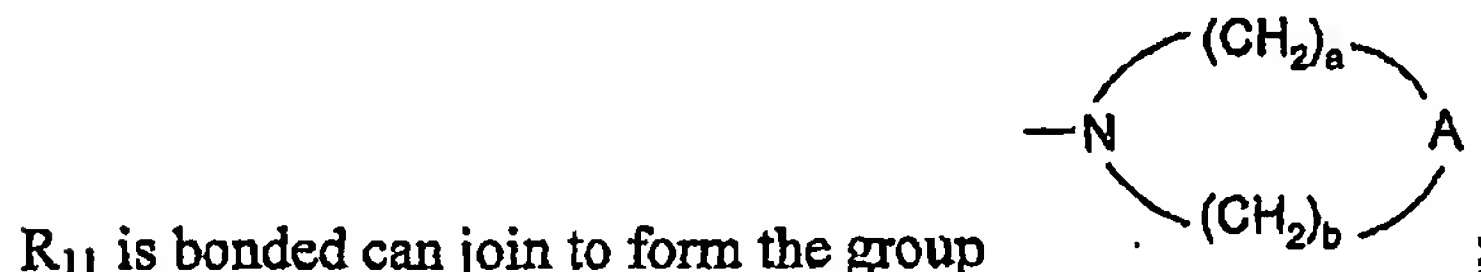 (CH₂)ₐ
—N A
(CH₂)b
R₁₁ is bonded can join to form the group ;